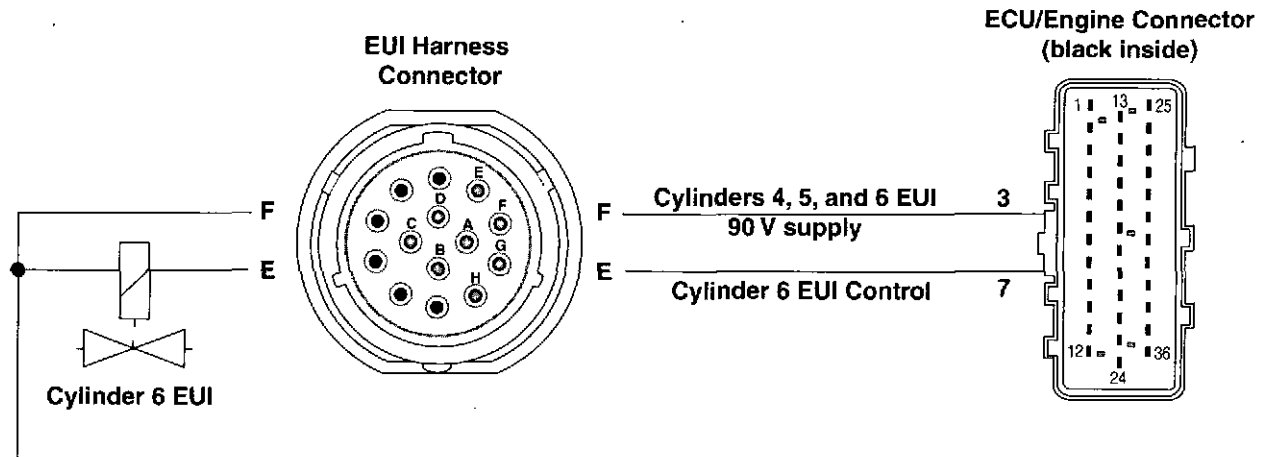 ECU/Engine Connector
(black inside)
EUI Harness
Connector
1 13 25
E
D
F
C A
G
B
H
F
E
F
E
Cylinders 4, 5, and 6 EUI 3
90 V supply
Cylinder 6 EUI Control 7
12 36
24
Cylinder 6 EUI